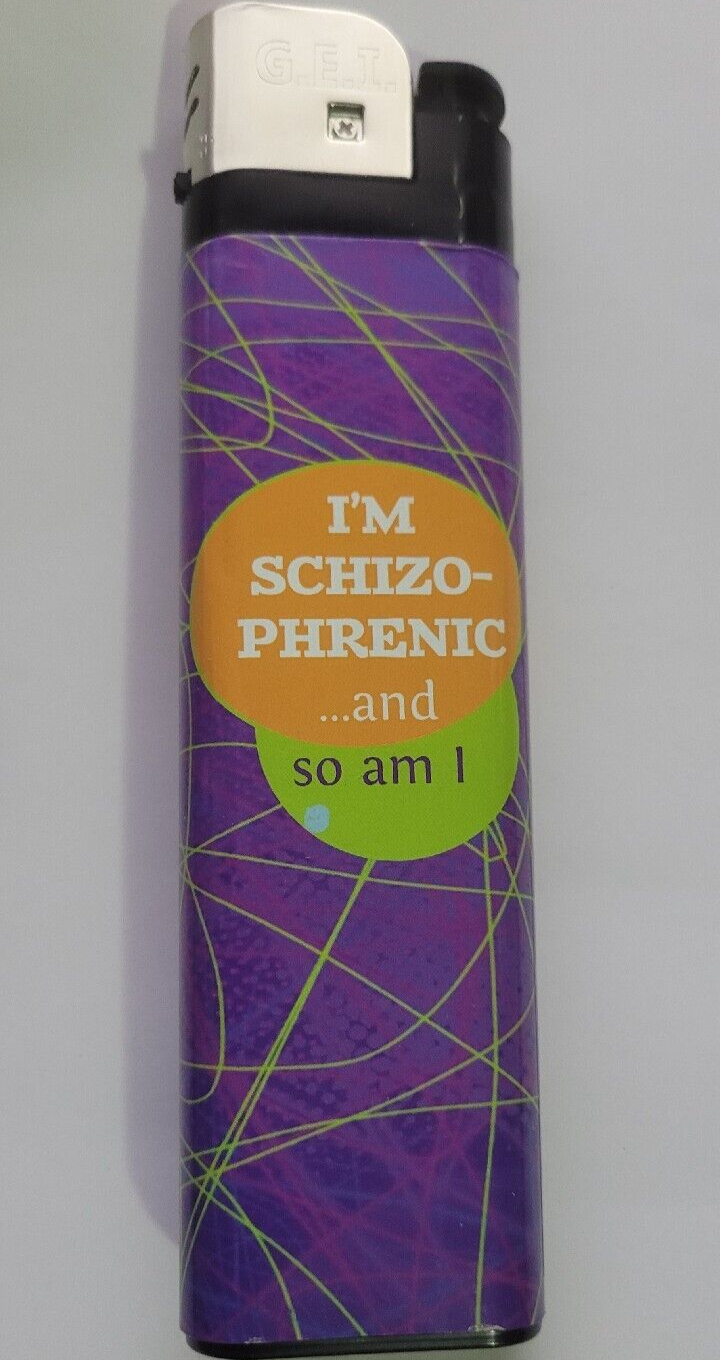 G.E.I.
I'M
SCHIZO-
PHRENIC
...and
so am I